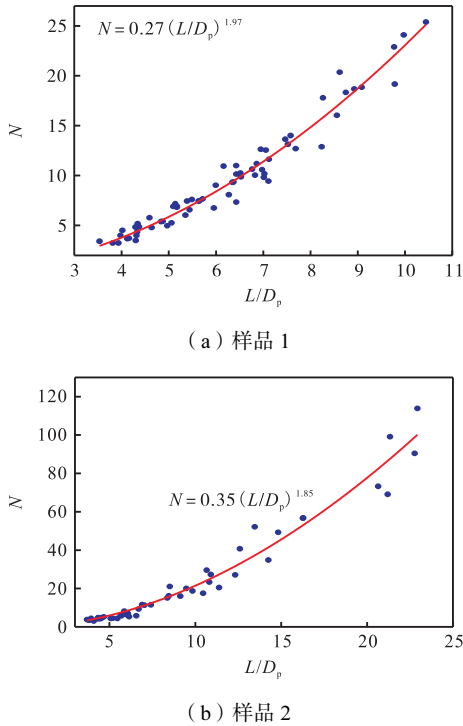 N = 0.27 (L/Dp)^1.97
25
20
15
10
5
N
3 4 5 6 7 8 9 10 11
L/Dp
（a）样品 1
120
100
80
60
40
20
0
N
N = 0.35 (L/Dp)^1.85
0 5 10 15 20 25
L/Dp
（b）样品 2